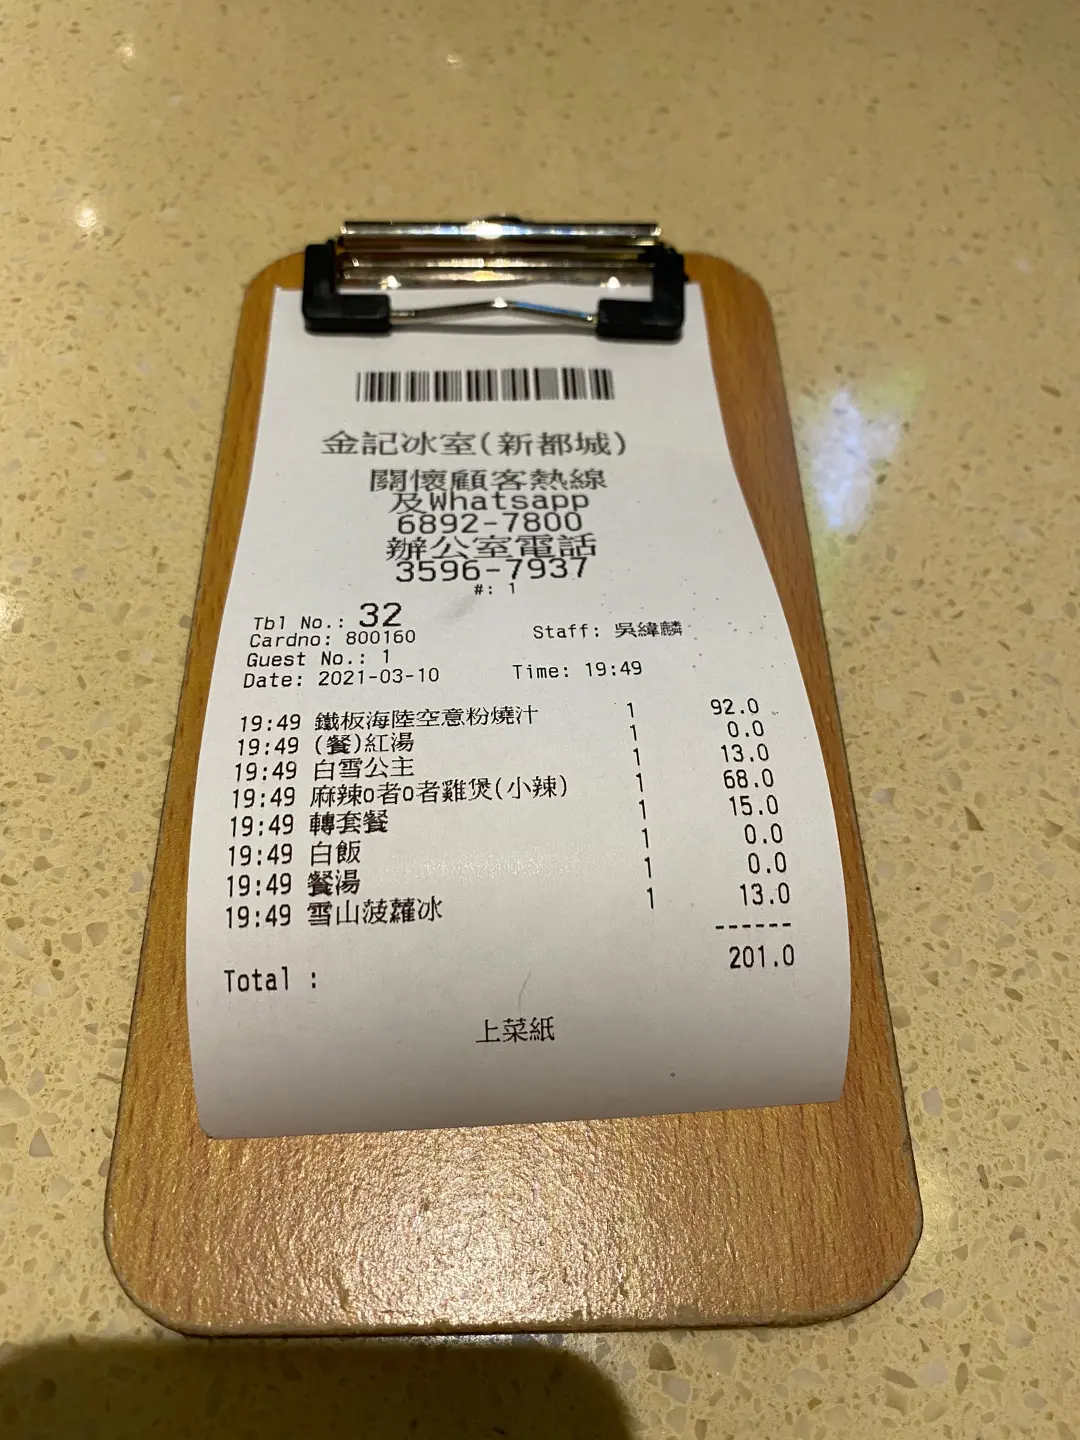 金記冰室(新都城)
關懷顧客熱線
及Whatsapp
6892-7800
辦公室電話
3596-7937
#: 1
Tbl No.: 32
Cardno: 800160 Staff: 吳緯麟
Guest No.: 1
Date: 2021-03-10 Time: 19:49
19:49 鐵板海陸空意粉燒汁 1 92.0
19:49 (餐)紅湯 1 0.0
19:49 白雪公主 1 13.0
19:49 麻辣o者o者雞煲(小辣) 1 68.0
19:49 轉套餐 1 15.0
19:49 白飯 1 0.0
19:49 餐湯 1 0.0
19:49 雪山菠蘿冰 1 13.0
------
Total : 201.0
上菜紙